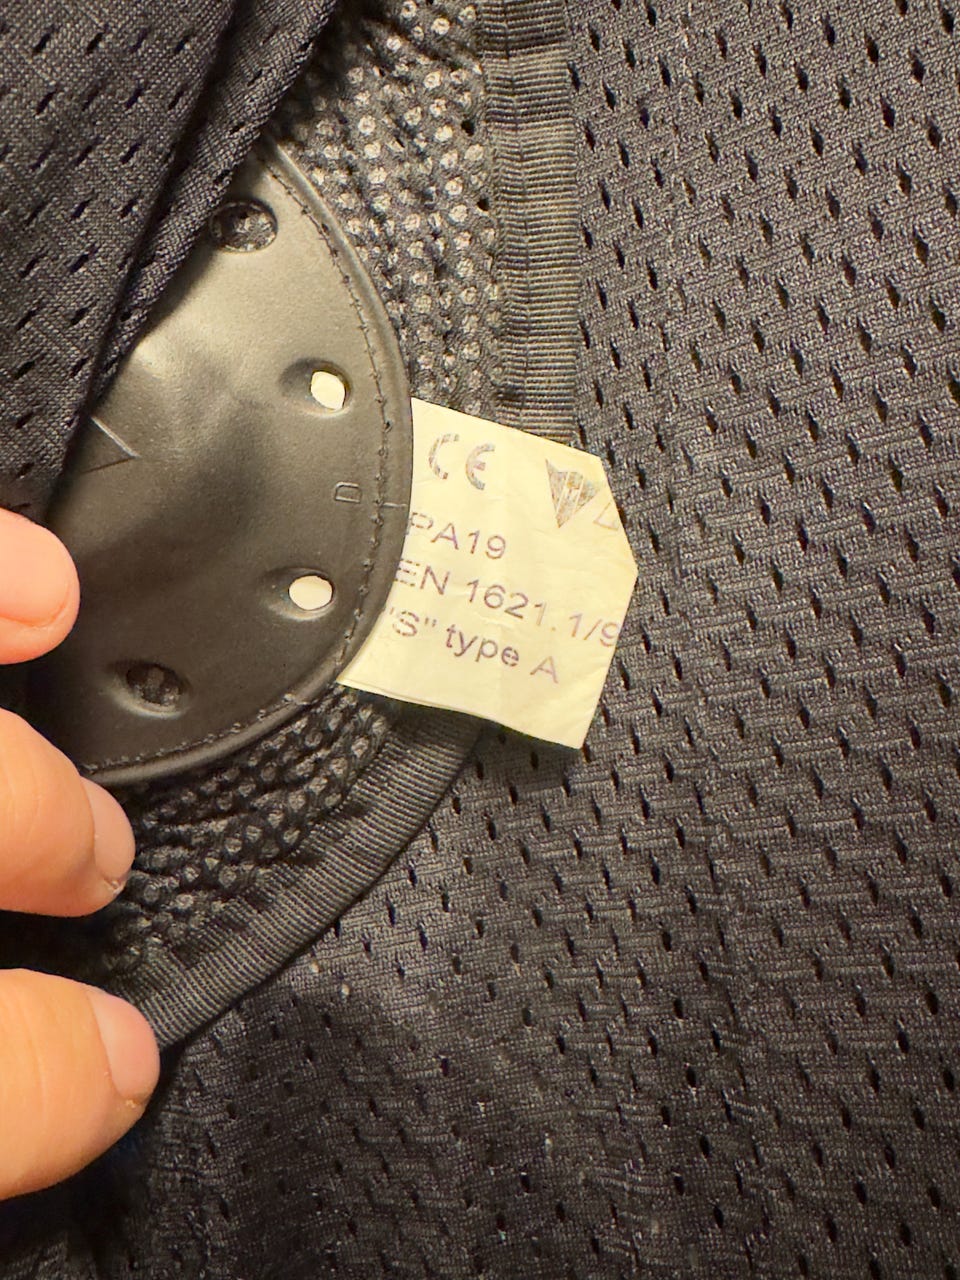 CE
PA19
EN 1621.1/9
"S" type A
D